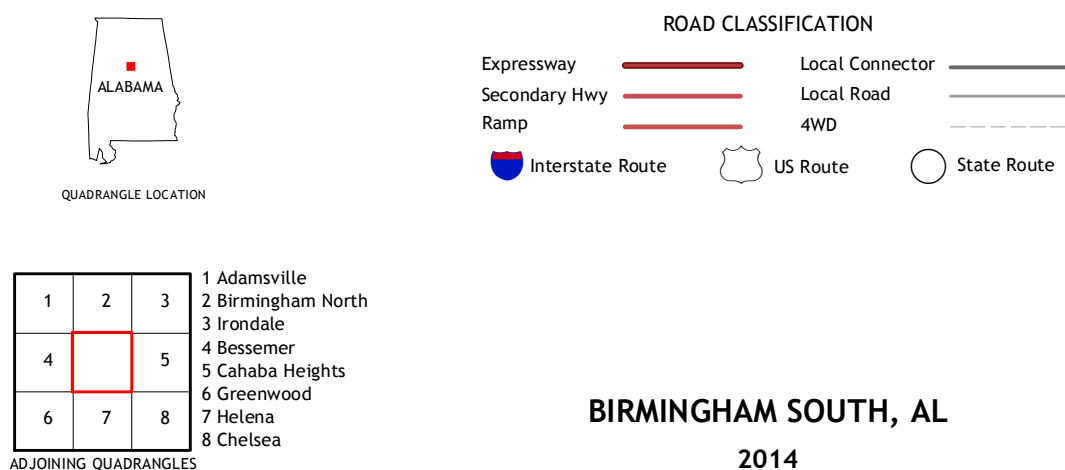 ALABAMA
QUADRANGLE LOCATION
ROAD CLASSIFICATION
Expressway
Secondary Hwy
Ramp
Local Connector
Local Road
4WD
Interstate Route
US Route
State Route
1 2 3
4 5
6 7 8
ADJOINING QUADRANGLES
1 Adamsville
2 Birmingham North
3 Irondale
4 Bessemer
5 Cahaba Heights
6 Greenwood
7 Helena
8 Chelsea
BIRMINGHAM SOUTH, AL
2014